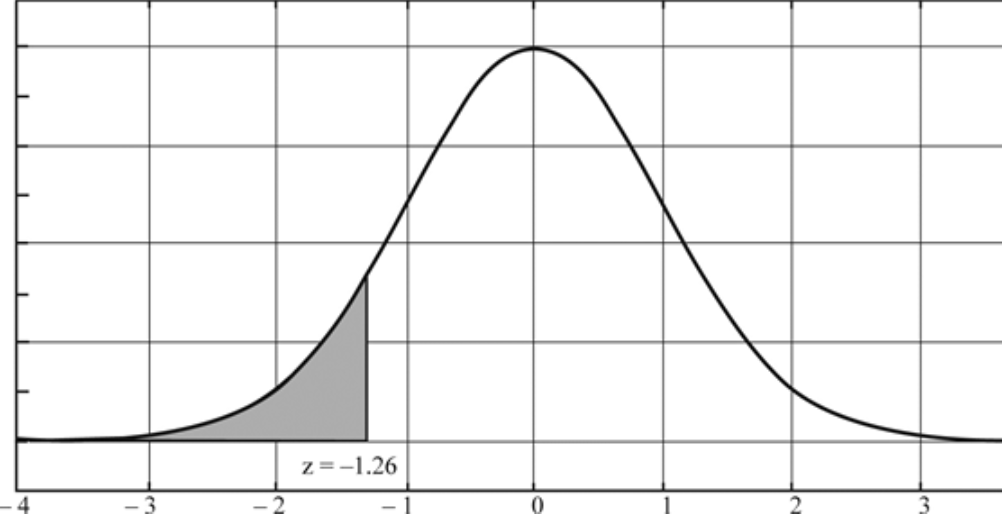 z = –1.26
–4 –3 –2 –1 0 1 2 3